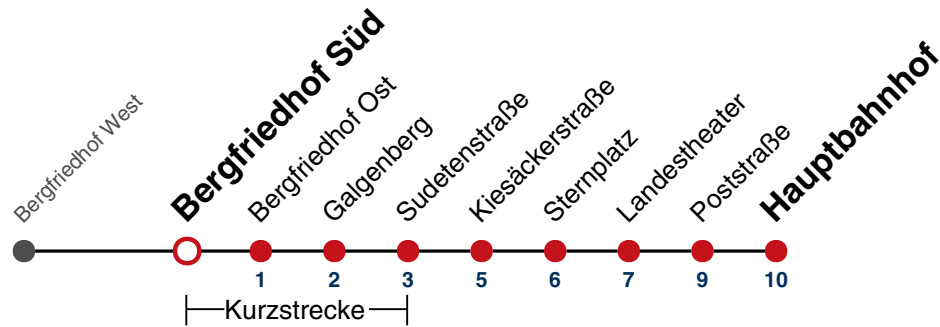 Bergfriedhof West
Bergfriedhof Süd
Bergfriedhof Ost
Galgenberg
Sudetenstraße
Kiesäckerstraße
Sternplatz
Landestheater
Poststraße
Hauptbahnhof
1 2 3 5 6 7 9 10
Kurzstrecke